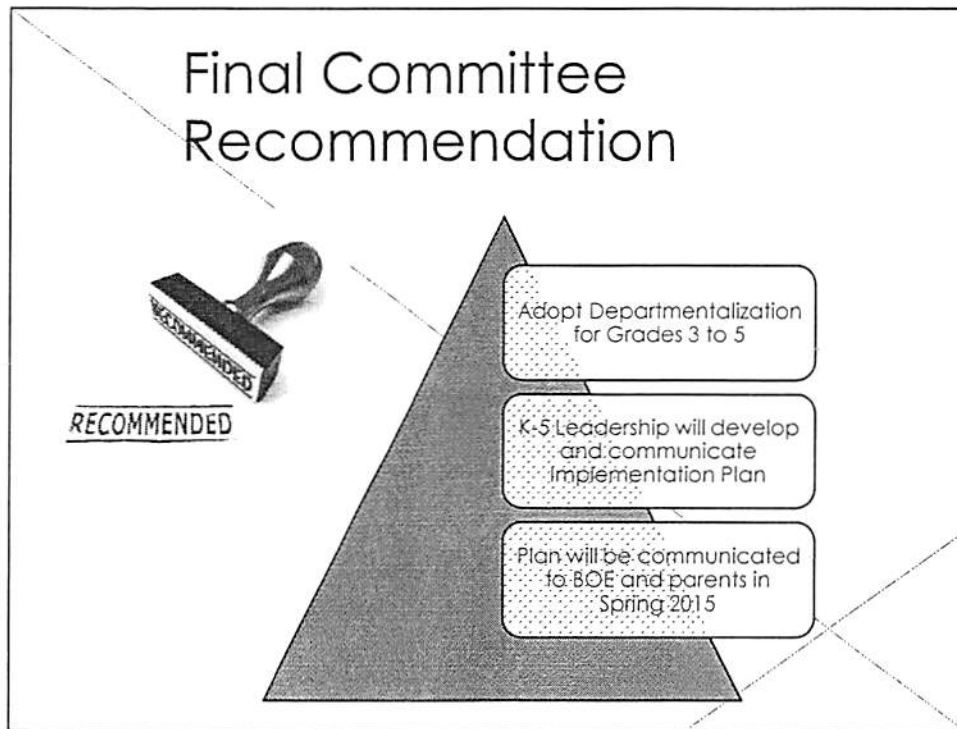 Final Committee
Recommendation
RECOMMENDED
RECOMMENDED
Adopt Departmentalization
for Grades 3 to 5
K-5 Leadership will develop
and communicate
Implementation Plan
Plan will be communicated
to BOE and parents in
Spring 2015